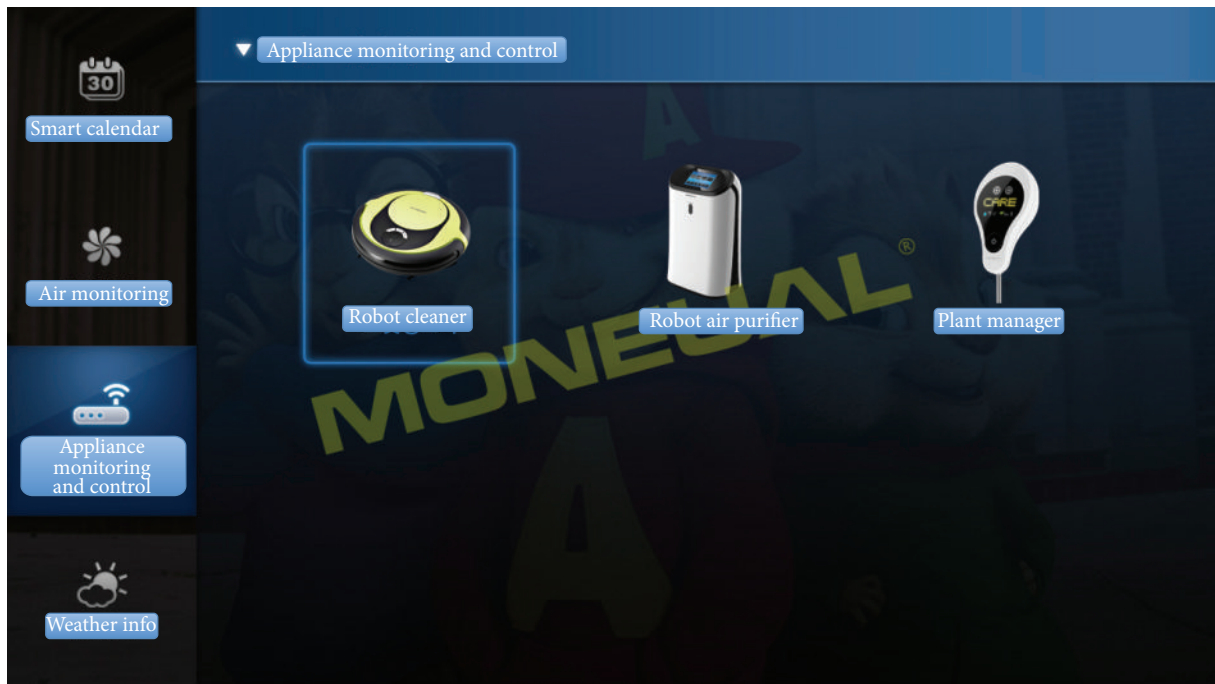 Appliance monitoring and control
30
Smart calendar
Air monitoring
Appliance
monitoring
and control
Weather info
CARE
Robot cleaner
Robot air purifier
Plant manager
MONEUAL®
A
A